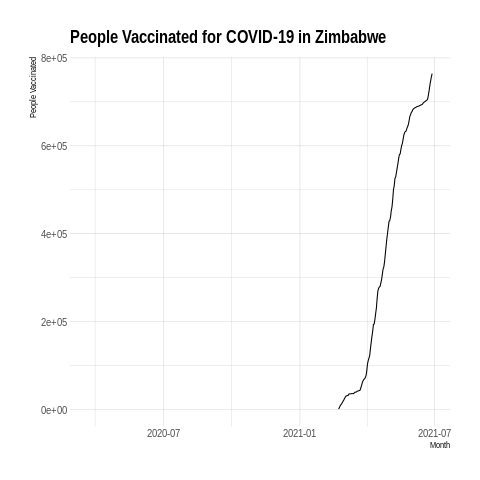 People Vaccinated for COVID-19 in Zimbabwe
People Vaccinated
8e+05
6e+05
4e+05
2e+05
0e+00
2020-07
2021-01
2021-07
Month